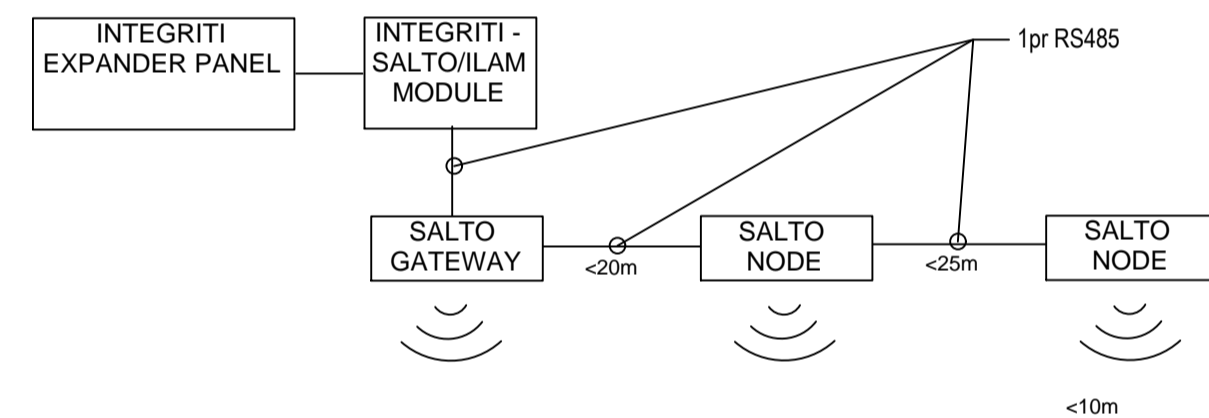 INTEGRITI
EXPANDER PANEL
INTEGRITI -
SALTO/ILAM
MODULE
1pr RS485
SALTO
GATEWAY
<20m
SALTO
NODE
<25m
SALTO
NODE
<10m